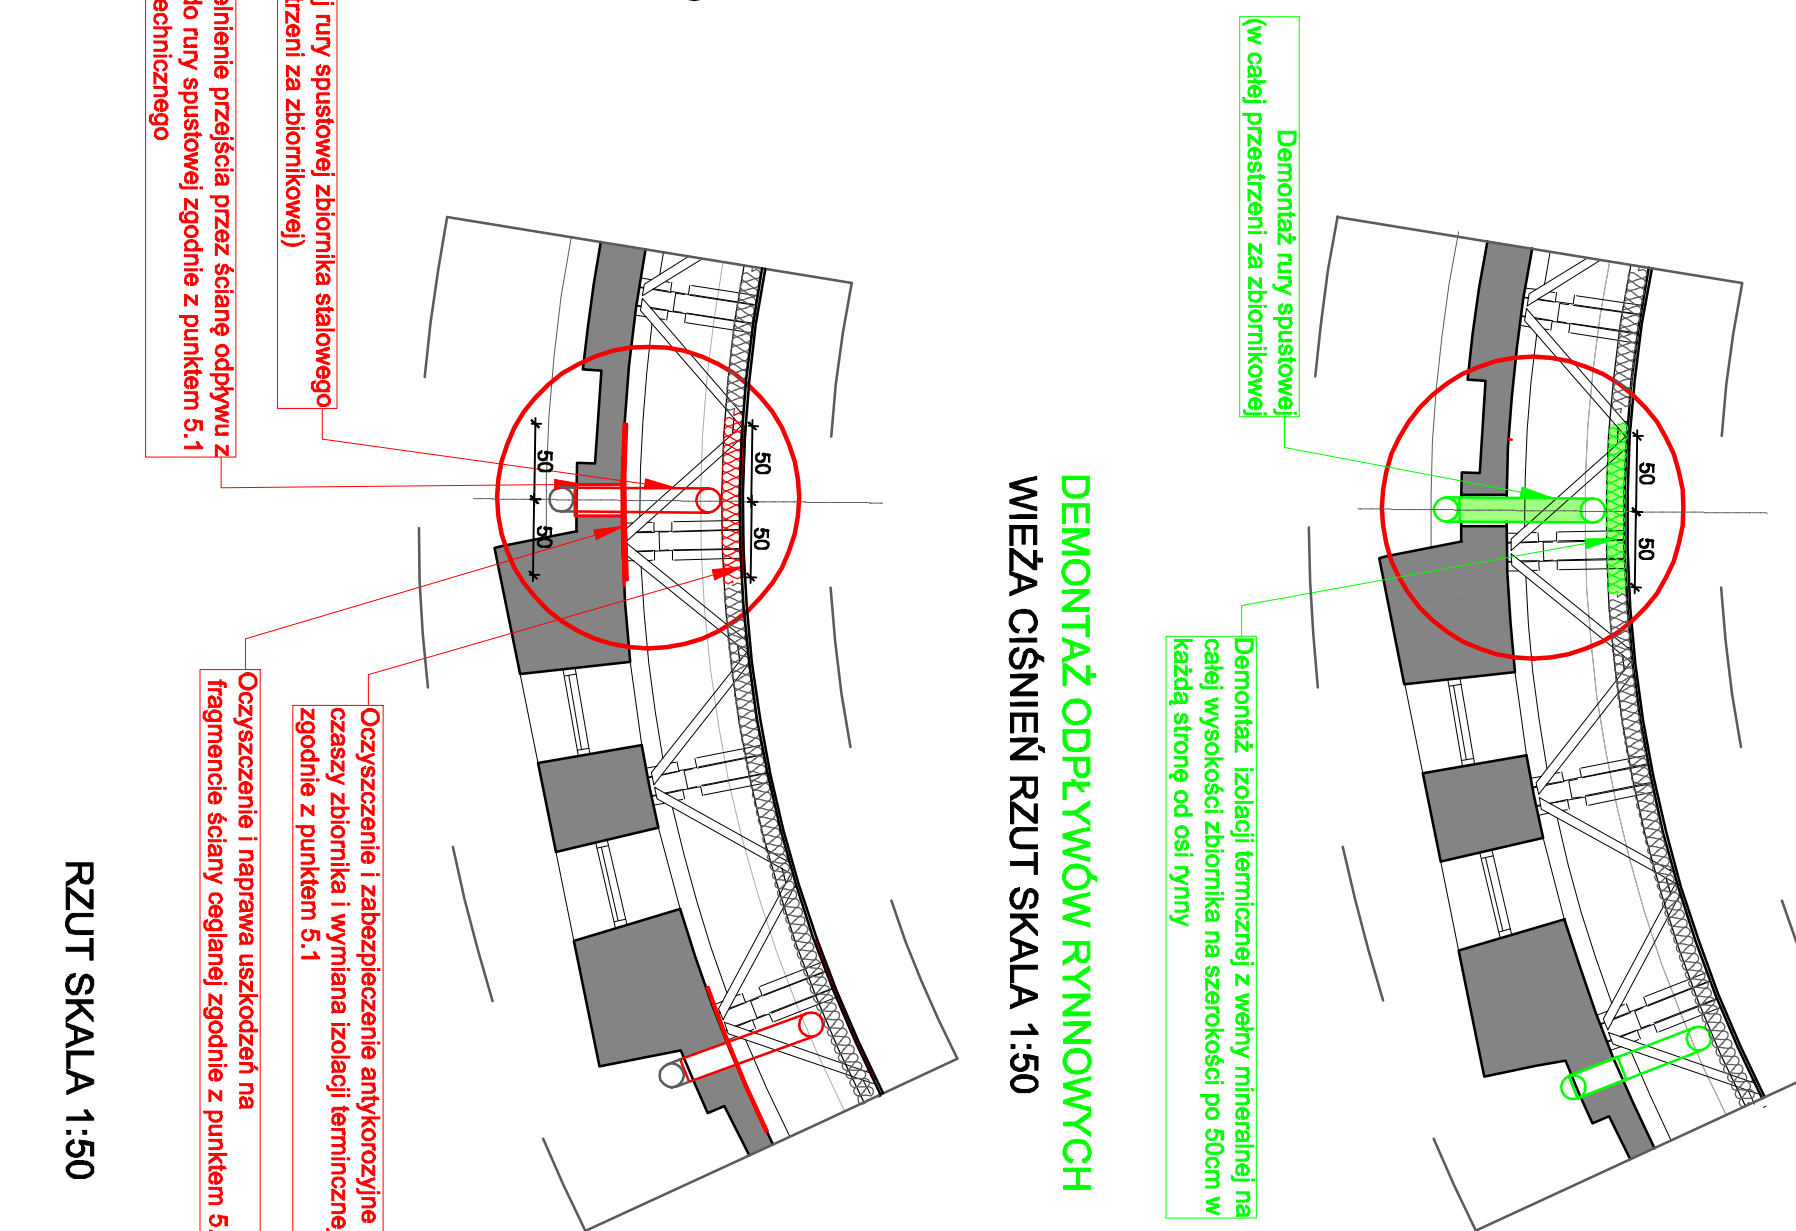 Demontaż rury spustowej
(w całej przestrzeni za zbiornikowej
50
50
Demontaż izolacji termicznej z wełny mineralnej na
całej wysokości zbiornika na szerokości po 50cm w
każdą stronę od osi rynny
DEMONTAŻ ODPŁYWÓW RYNNOWYCH
WIEŻA CIŚNIEŃ RZUT SKALA 1:50
j rury spustowej zbiornika stalowego
trzeni za zbiornikowej)
elnienie przejścia przez ścianę odpływu z
do rury spustowej zgodnie z punktem 5.1
echnicznego
50
50
50
50
Oczyszczenie i zabezpieczenie antykorozyjne
czaszy zbiornika i wymiana izolacji termicznej
zgodnie z punktem 5.1
Oczyszczenie i naprawa uszkodzeń na
fragmencie ściany ceglanej zgodnie z punktem 5.
RZUT SKALA 1:50